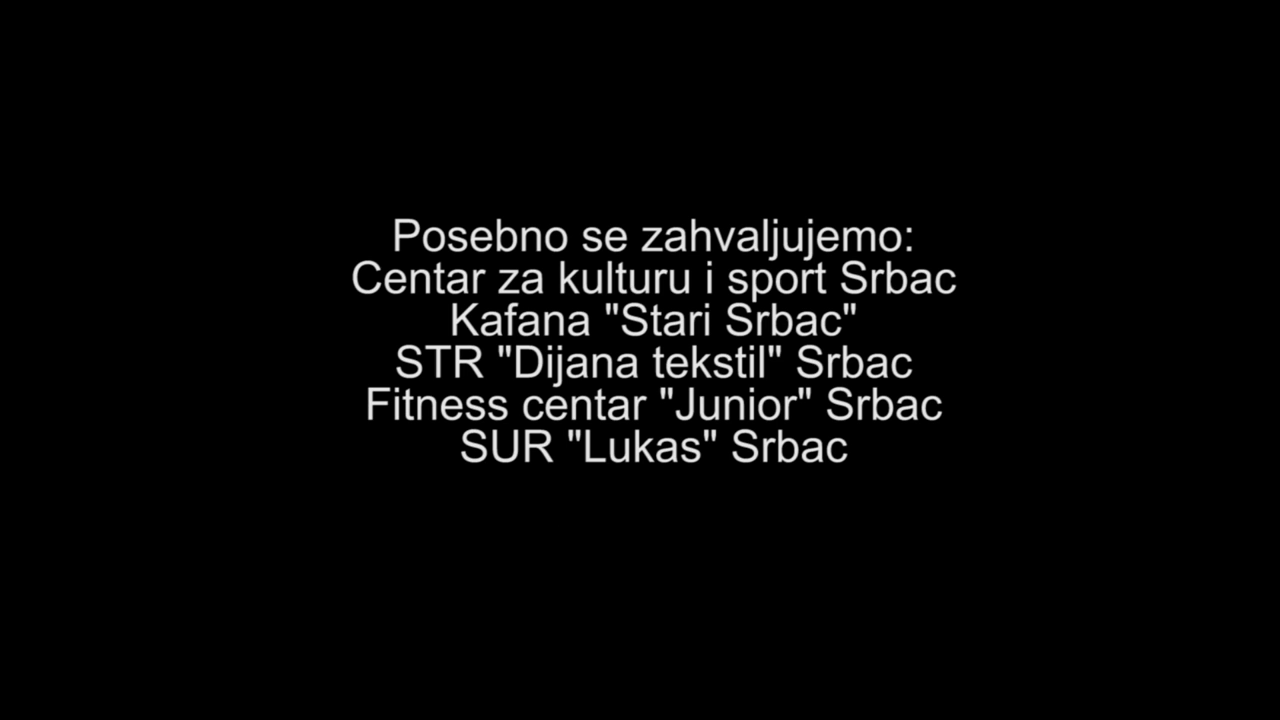 Posebno se zahvaljujemo:
Centar za kulturu i sport Srbac
Kafana "Stari Srbac"
STR "Dijana tekstil" Srbac
Fitness centar "Junior" Srbac
SUR "Lukas" Srbac